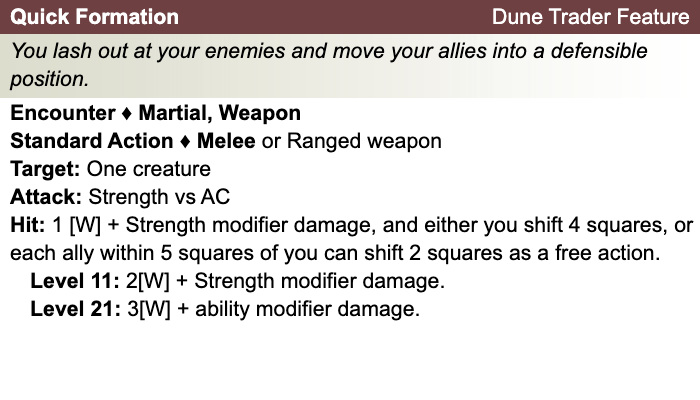 Quick Formation Dune Trader Feature
You lash out at your enemies and move your allies into a defensible
position.
Encounter ♦ Martial, Weapon
Standard Action ♦ Melee or Ranged weapon
Target: One creature
Attack: Strength vs AC
Hit: 1 [W] + Strength modifier damage, and either you shift 4 squares, or
each ally within 5 squares of you can shift 2 squares as a free action.
Level 11: 2[W] + Strength modifier damage.
Level 21: 3[W] + ability modifier damage.